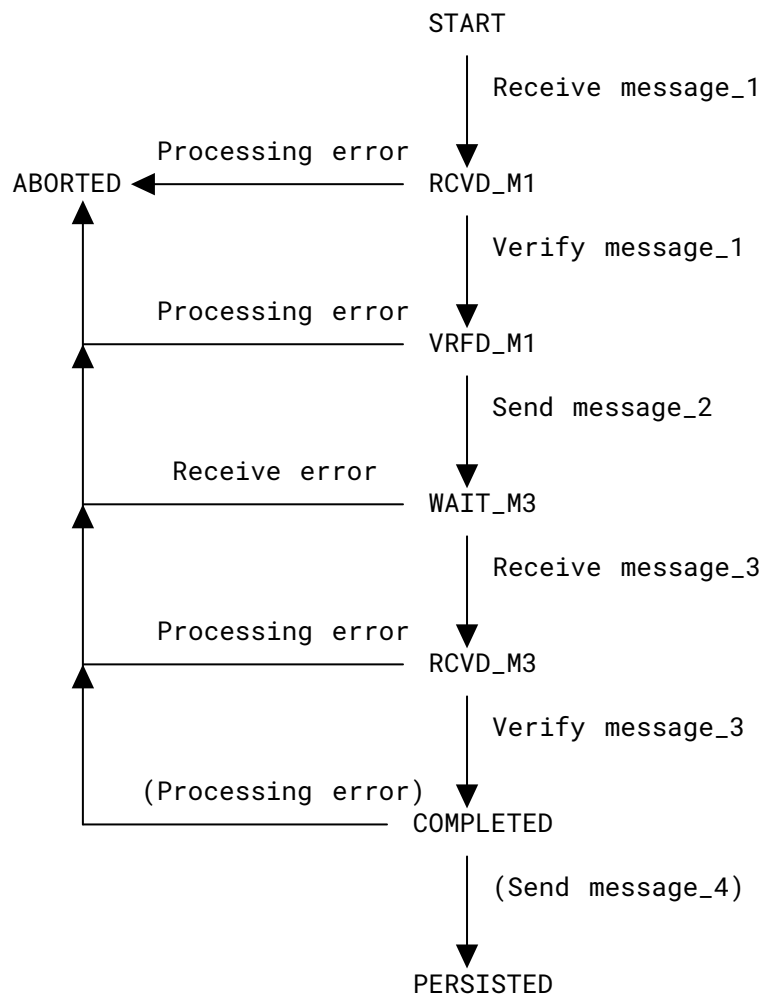 START
Receive message_1
Processing error
ABORTED RCVD_M1
Verify message_1
Processing error
VRFD_M1
Send message_2
Receive error
WAIT_M3
Receive message_3
Processing error
RCVD_M3
Verify message_3
(Processing error)
COMPLETED
(Send message_4)
PERSISTED